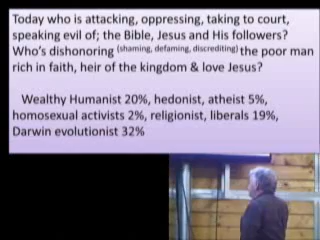 Today who is attacking, oppressing, taking to court,
speaking evil of; the Bible, Jesus and His followers?
Who's dishonoring (shaming, defaming, discrediting) the poor man
rich in faith, heir of the kingdom & love Jesus?
Wealthy Humanist 20%, hedonist, atheist 5%,
homosexual activists 2%, religionist, liberals 19%,
Darwin evolutionist 32%